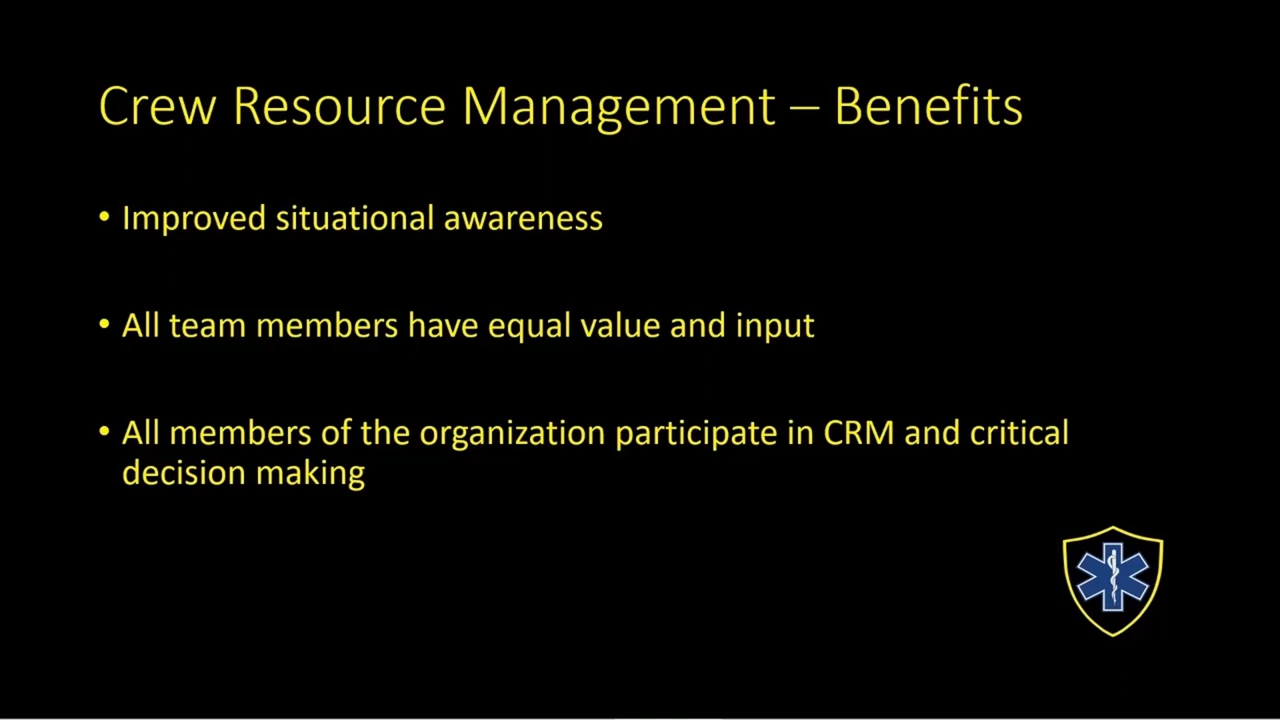 Crew Resource Management – Benefits
• Improved situational awareness
• All team members have equal value and input
• All members of the organization participate in CRM and critical
decision making